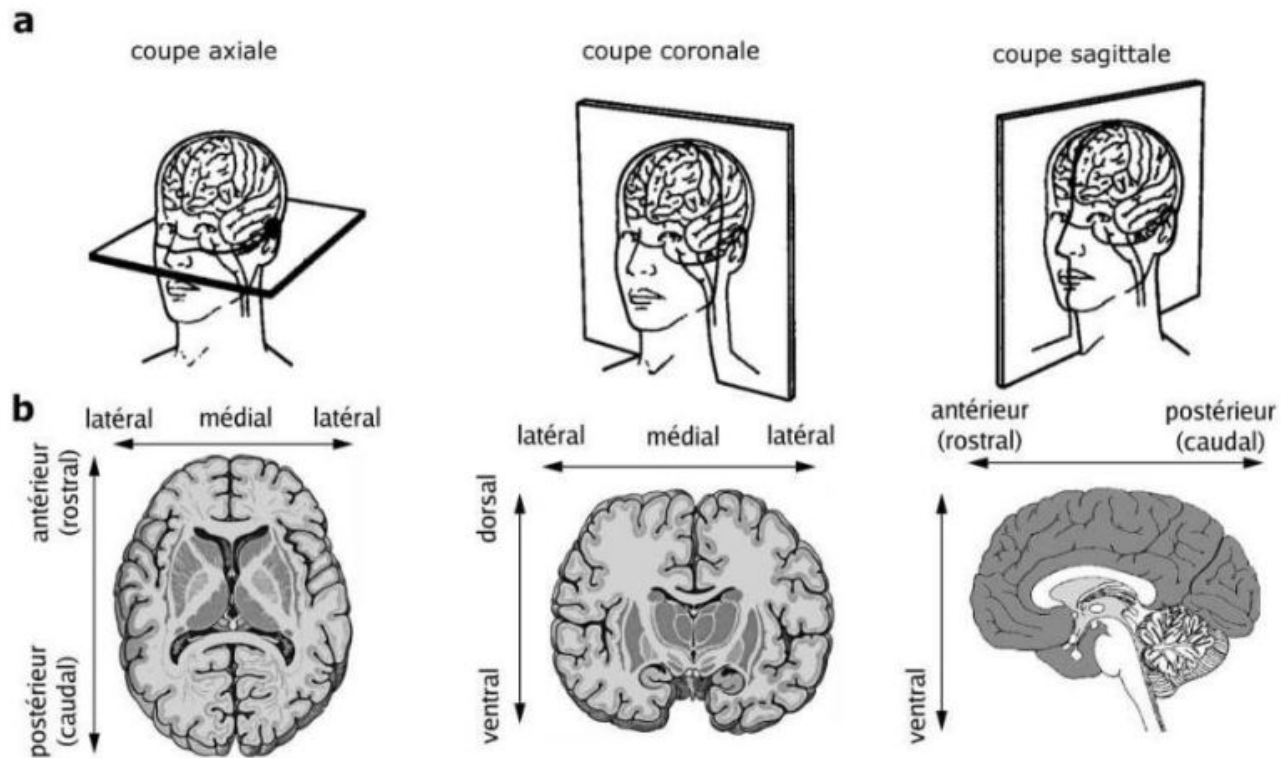 a
coupe axiale
coupe coronale
coupe sagittale
b
latéral médial latéral
antérieur
(rostral)
postérieur
(caudal)
latéral médial latéral
dorsal
ventral
antérieur
(rostral)
postérieur
(caudal)
ventral